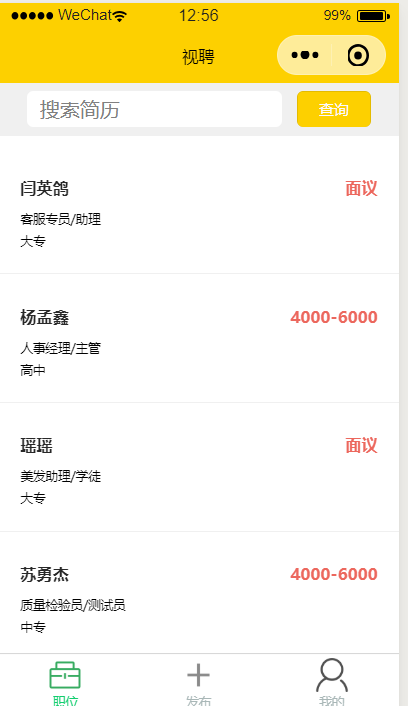 ●●●●● WeChat 12:56 99%
视聘
搜索简历 查询
闫英鸽 面议
客服专员/助理
大专
杨孟鑫 4000-6000
人事经理/主管
高中
瑶瑶 面议
美发助理/学徒
大专
苏勇杰 4000-6000
质量检验员/测试员
中专
职位 发布 我的